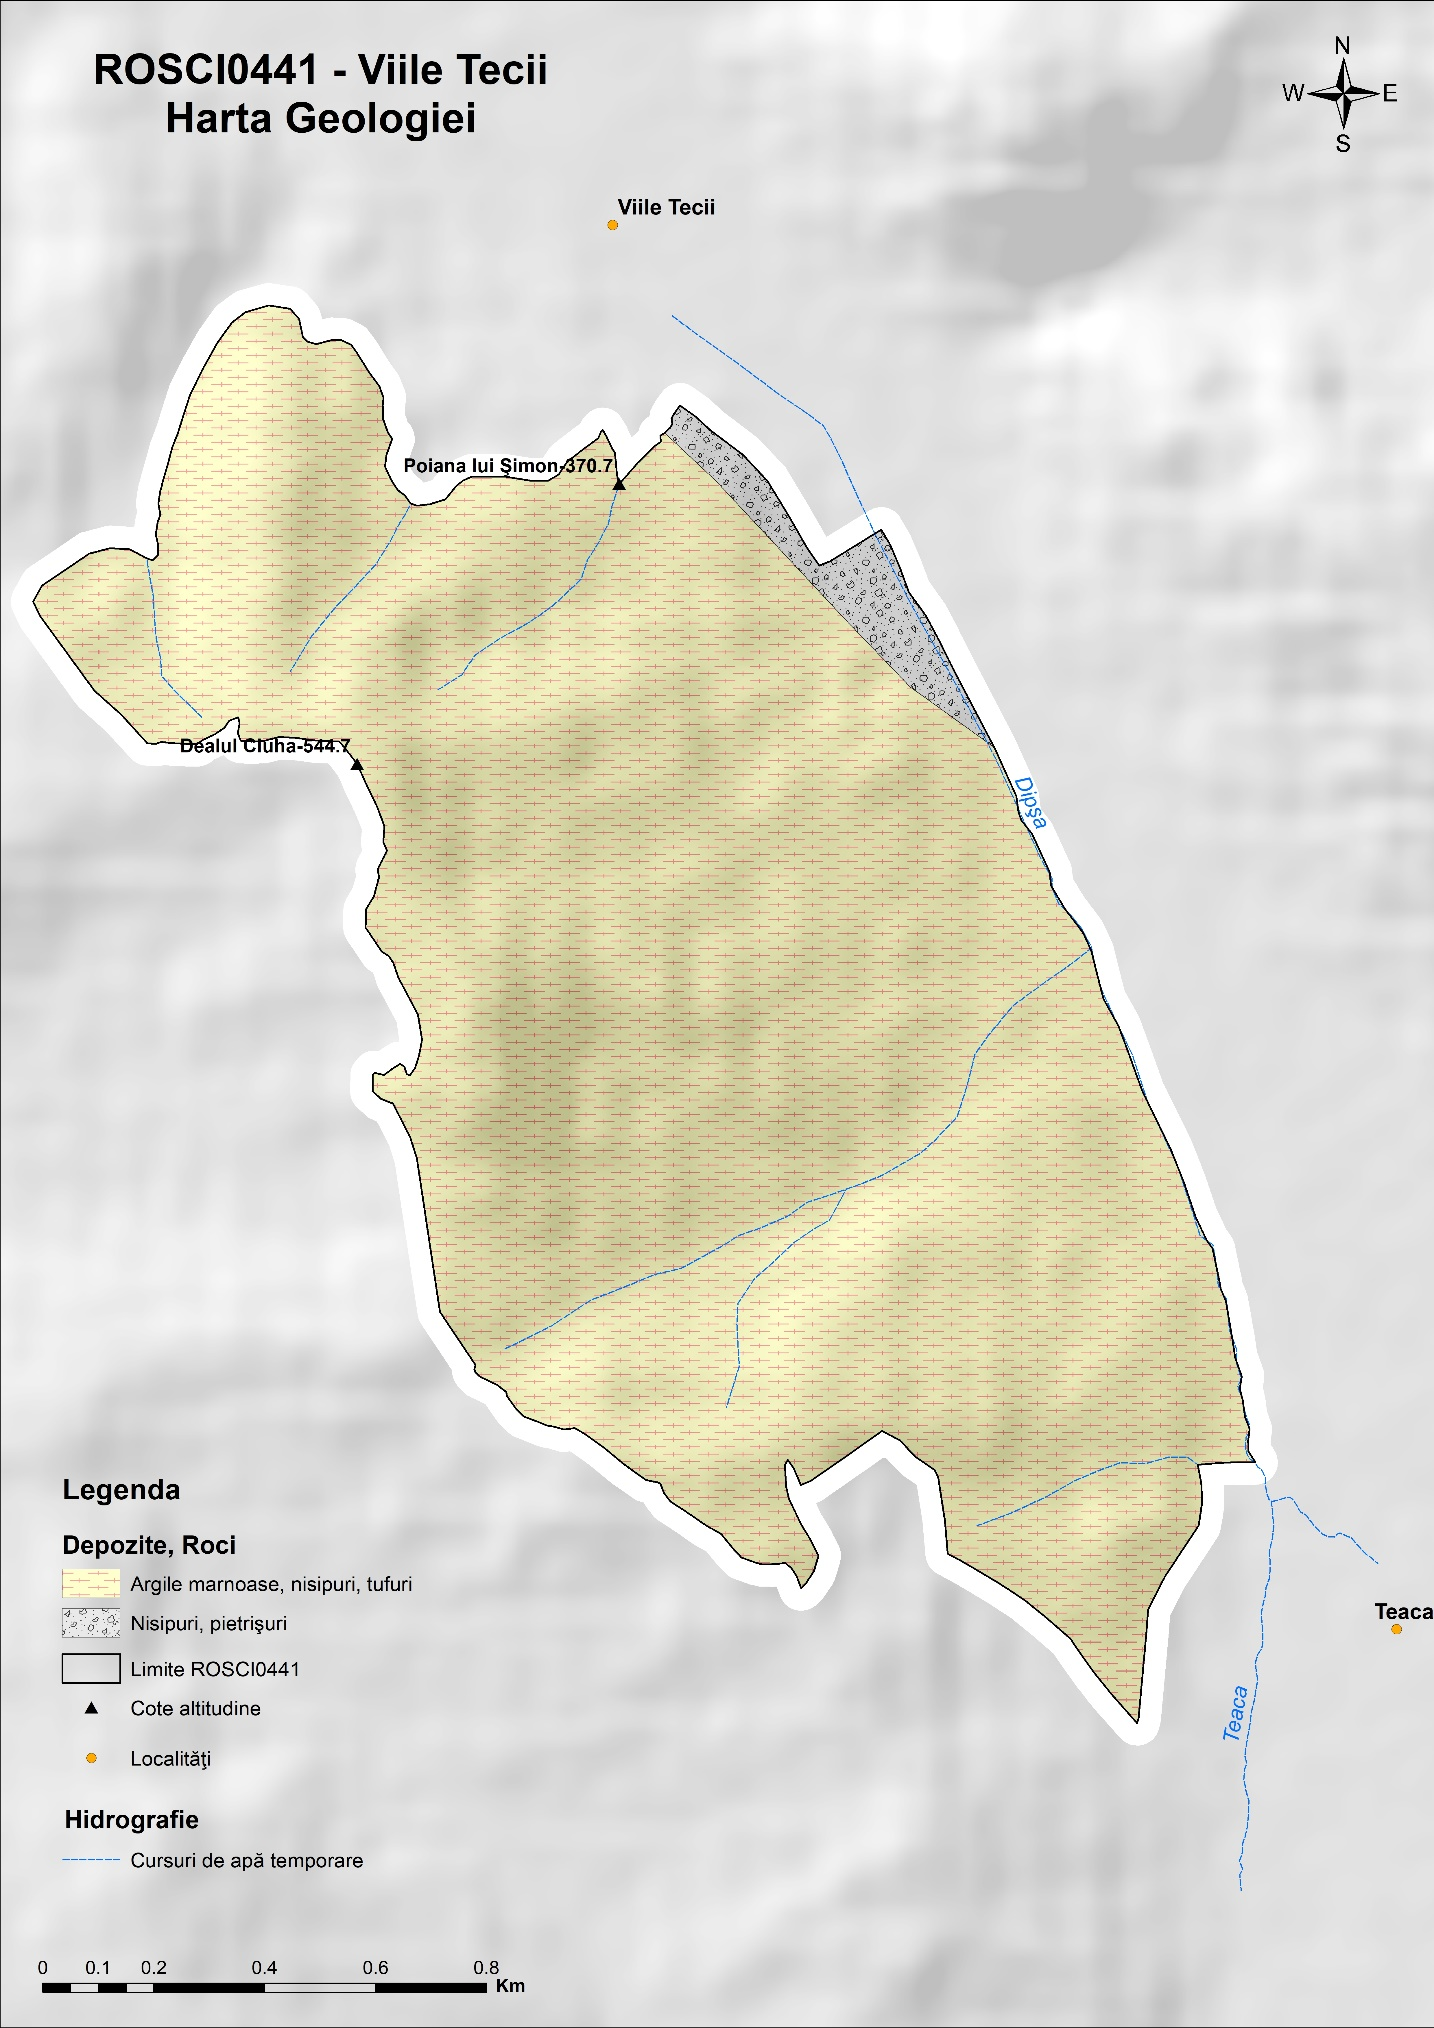 ROSCI0441 - Viile Tecii
Harta Geologiei
N
W
E
S
Viile Tecii
Poiana lui Simon-370.7
Dealul Ciuha-544.7
Dipşa
Teaca
Teaca
Legenda
Depozite, Roci
Argile marnoase, nisipuri, tufuri
Nisipuri, pietrişuri
Limite ROSCI0441
Cote altitudine
Localităţi
Hidrografie
Cursuri de apă temporare
0 0.1 0.2 0.4 0.6 0.8
Km